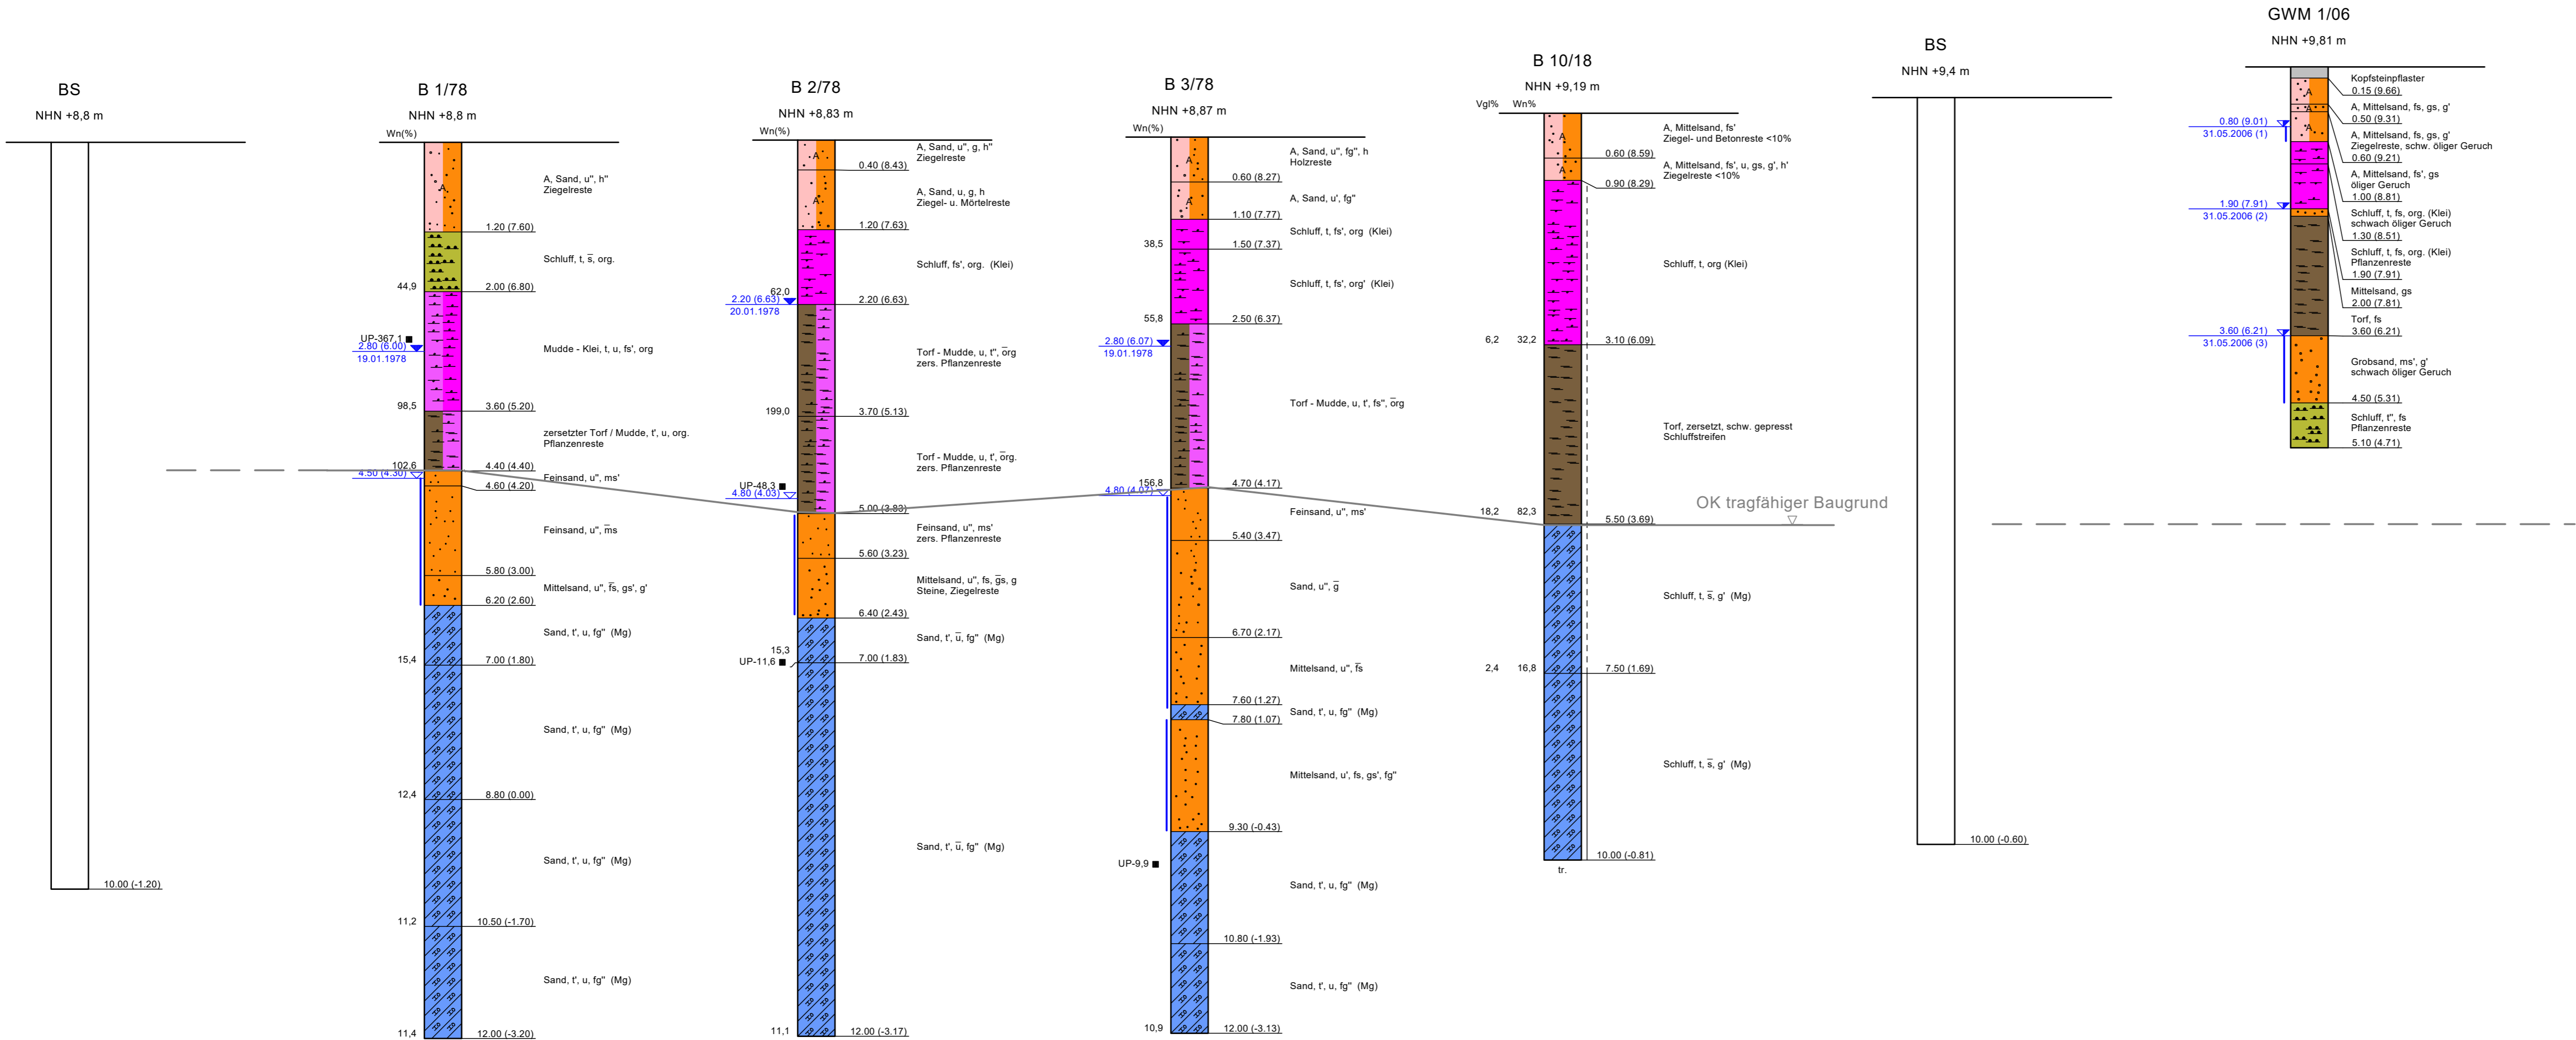 BS
NHN +8,8 m
10.00 (-1.20)
B 1/78
NHN +8,8 m
Wn(%)
A
A, Sand, u", h"
Ziegelreste
1.20 (7.60)
Schluff, t, s̅, org.
44,9
2.00 (6.80)
UP-367,1
2.80 (6.00)
19.01.1978
Mudde - Klei, t, u, fs', org
98,5
3.60 (5.20)
zersetzter Torf / Mudde, t', u, org.
Pflanzenreste
102,6
4.40 (4.40)
4.50 (4.30)
Feinsand, u", ms'
4.60 (4.20)
Feinsand, u", m̅s
5.80 (3.00)
Mittelsand, u", f̅s, gs', g'
6.20 (2.60)
Sand, t', u, fg" (Mg)
15,4
7.00 (1.80)
Sand, t', u, fg" (Mg)
12,4
8.80 (0.00)
Sand, t', u, fg" (Mg)
11,2
10.50 (-1.70)
Sand, t', u, fg" (Mg)
11,4
12.00 (-3.20)
B 2/78
NHN +8,83 m
Wn(%)
A
A, Sand, u", g, h"
Ziegelreste
0.40 (8.43)
A
A, Sand, u, g, h
Ziegel- u. Mörtelreste
1.20 (7.63)
Schluff, fs', org. (Klei)
62,0
2.20 (6.63)
2.20 (6.63)
20.01.1978
Torf - Mudde, u, t", o̅rg
zers. Pflanzenreste
199,0
3.70 (5.13)
Torf - Mudde, u, t', o̅rg.
zers. Pflanzenreste
UP-48,3
4.80 (4.03)
5.00 (3.83)
Feinsand, u", ms'
zers. Pflanzenreste
5.60 (3.23)
Mittelsand, u", fs, g̅s, g
Steine, Ziegelreste
6.40 (2.43)
Sand, t', u̅, fg" (Mg)
15,3
UP-11,6
7.00 (1.83)
Sand, t', u̅, fg" (Mg)
11,1
12.00 (-3.17)
B 3/78
NHN +8,87 m
Wn(%)
A
A, Sand, u", fg", h
Holzreste
0.60 (8.27)
A
A, Sand, u', fg"
1.10 (7.77)
Schluff, t, fs', org (Klei)
38,5
1.50 (7.37)
Schluff, t, fs', org' (Klei)
55,8
2.50 (6.37)
2.80 (6.07)
19.01.1978
Torf - Mudde, u, t', fs", o̅rg
156,8
4.70 (4.17)
4.80 (4.07)
Feinsand, u", ms'
5.40 (3.47)
Sand, u", g̅
6.70 (2.17)
Mittelsand, u", f̅s
7.60 (1.27)
Sand, t', u, fg" (Mg)
7.80 (1.07)
Mittelsand, u', fs, gs', fg"
9.30 (-0.43)
UP-9,9
Sand, t', u, fg" (Mg)
10.80 (-1.93)
Sand, t', u, fg" (Mg)
10,9
12.00 (-3.13)
B 10/18
NHN +9,19 m
Vgl% Wn%
A
A, Mittelsand, fs'
Ziegel- und Betonreste <10%
0.60 (8.59)
A
A, Mittelsand, fs', u, gs, g', h'
Ziegelreste <10%
0.90 (8.29)
Schluff, t, org (Klei)
6,2 32,2
3.10 (6.09)
Torf, zersetzt, schw. gepresst
Schluffstreifen
18,2 82,3
5.50 (3.69)
OK tragfähiger Baugrund
Schluff, t, s̅, g' (Mg)
2,4 16,8
7.50 (1.69)
Schluff, t, s̅, g' (Mg)
10.00 (-0.81)
tr.
BS
NHN +9,4 m
10.00 (-0.60)
GWM 1/06
NHN +9,81 m
Kopfsteinpflaster
0.15 (9.66)
A
A, Mittelsand, fs, gs, g'
0.50 (9.31)
A
0.80 (9.01)
31.05.2006 (1)
A
A, Mittelsand, fs, gs, g'
Ziegelreste, schw. öliger Geruch
0.60 (9.21)
A, Mittelsand, fs', gs
öliger Geruch
1.00 (8.81)
1.90 (7.91)
31.05.2006 (2)
Schluff, t, fs, org. (Klei)
schwach öliger Geruch
1.30 (8.51)
Schluff, t, fs, org. (Klei)
Pflanzenreste
1.90 (7.91)
Mittelsand, gs
2.00 (7.81)
Torf, fs
3.60 (6.21)
3.60 (6.21)
31.05.2006 (3)
Grobsand, ms', g'
schwach öliger Geruch
4.50 (5.31)
Schluff, t", fs
Pflanzenreste
5.10 (4.71)